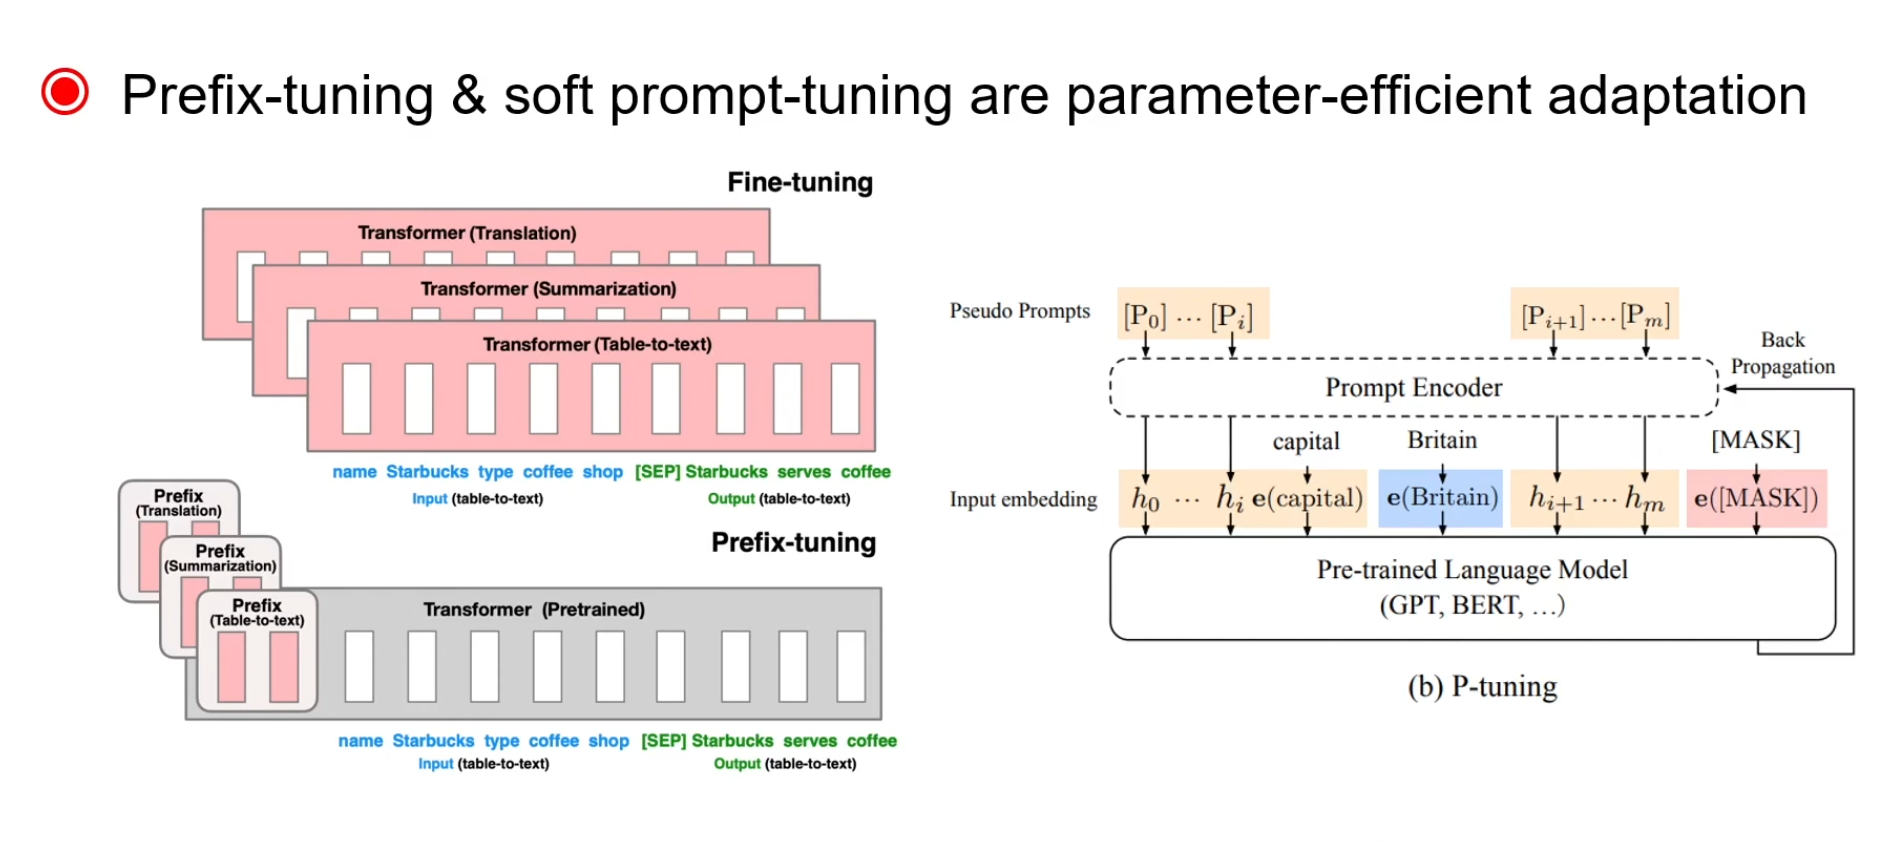 Prefix-tuning & soft prompt-tuning are parameter-efficient adaptation
Fine-tuning
Transformer (Translation)
Transformer (Summarization)
Transformer (Table-to-text)
name Starbucks type coffee shop [SEP] Starbucks serves coffee
Input (table-to-text) Output (table-to-text)
Prefix
(Translation)
Prefix
(Summarization)
Prefix
(Table-to-text)
Prefix-tuning
Transformer (Pretrained)
name Starbucks type coffee shop [SEP] Starbucks serves coffee
Input (table-to-text) Output (table-to-text)
Pseudo Prompts [P₀] ⋯ [Pᵢ] [Pᵢ₊₁] ⋯ [Pₘ]
Back
Propagation
Prompt Encoder
capital Britain [MASK]
Input embedding h₀ ⋯ hᵢ e(capital) e(Britain) hᵢ₊₁ ⋯ hₘ e([MASK])
Pre-trained Language Model
(GPT, BERT, …)
(b) P-tuning